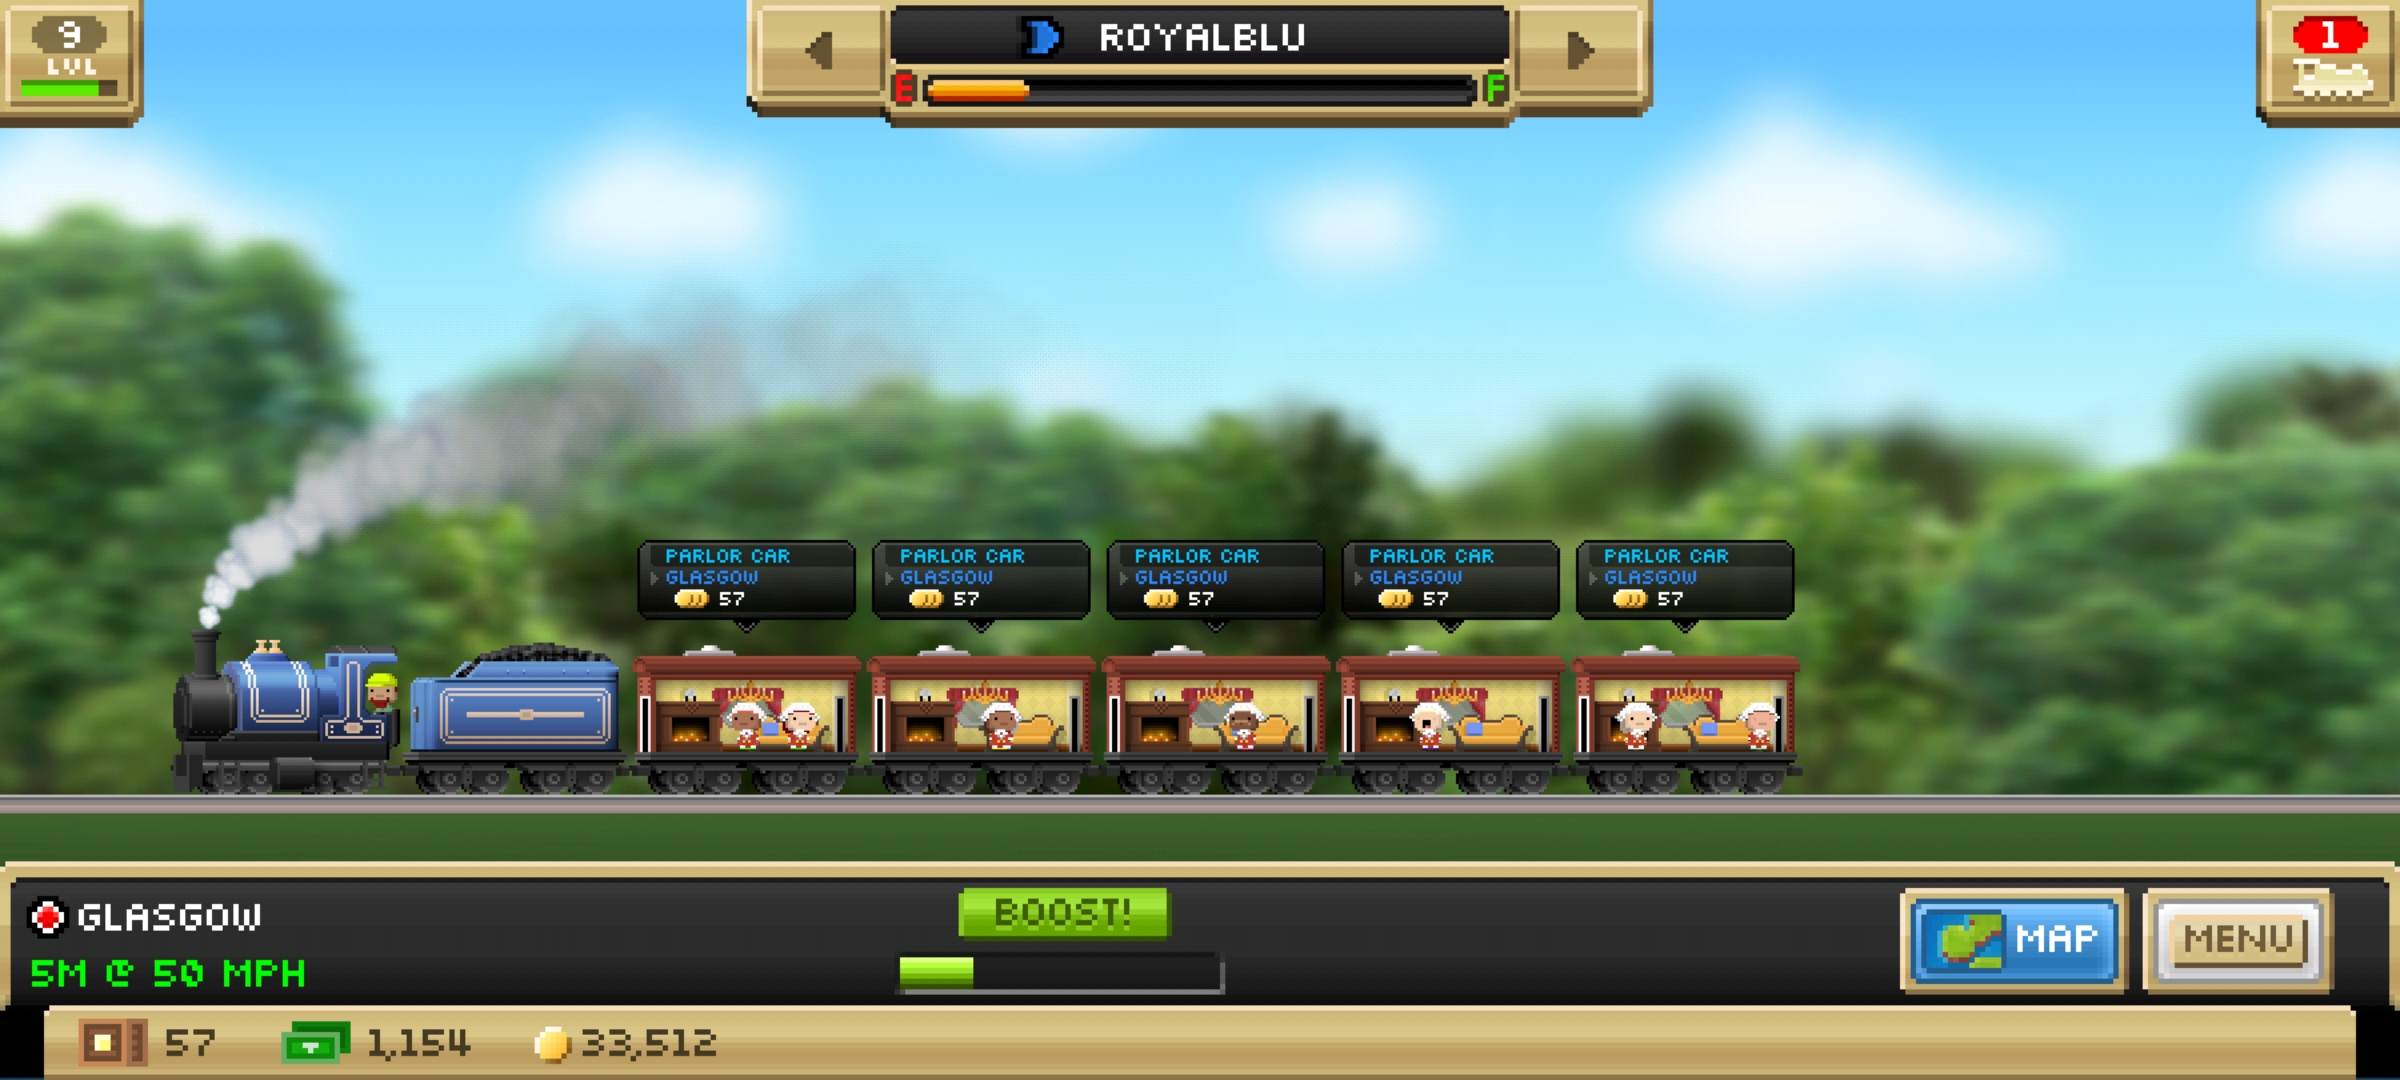 9
LVL
ROYALBLU
E F
1
PARLOR CAR
GLASGOW
57
PARLOR CAR
GLASGOW
57
PARLOR CAR
GLASGOW
57
PARLOR CAR
GLASGOW
57
PARLOR CAR
GLASGOW
57
GLASGOW
5M @ 50 MPH
BOOST!
MAP
MENU
57 1,154 33,512